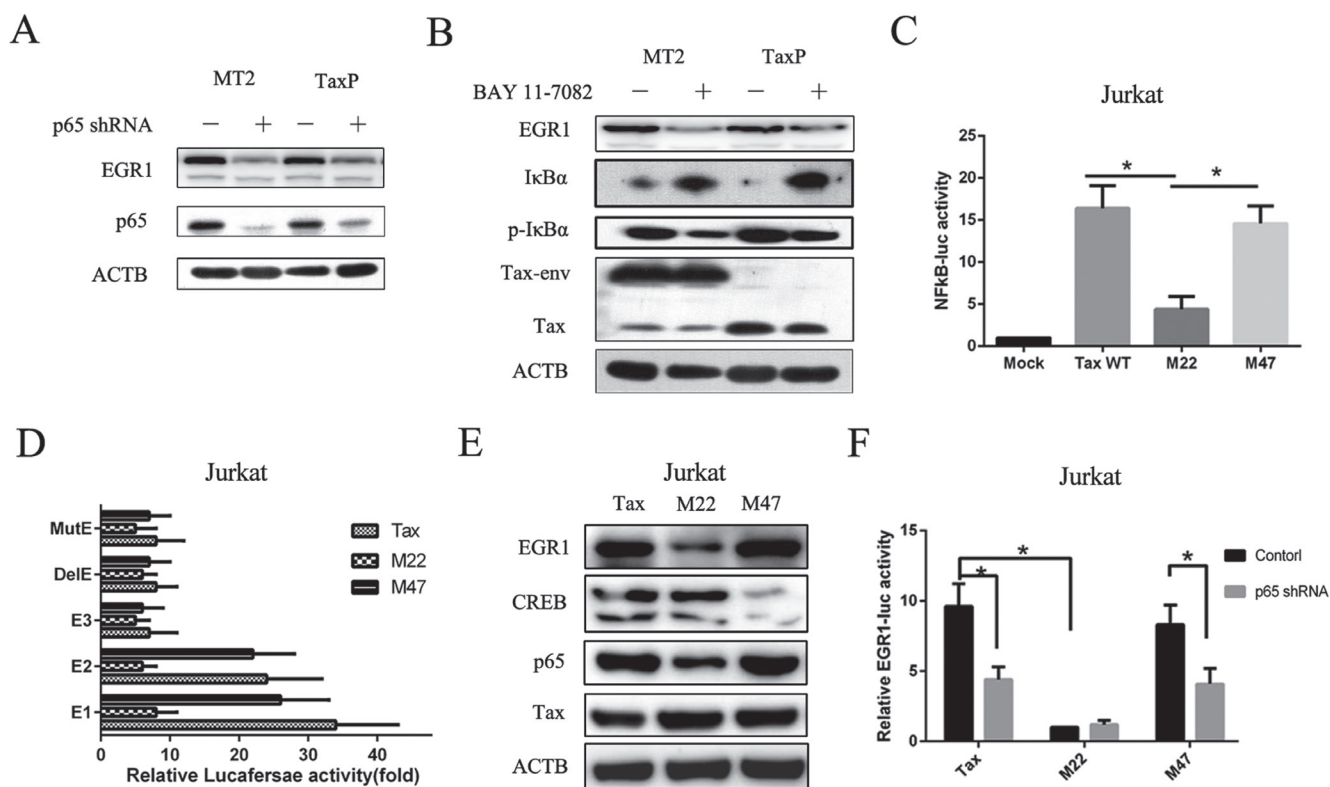 A
MT2 TaxP
p65 shRNA − + − +
EGR1
p65
ACTB
B
MT2 TaxP
BAY 11-7082 − + − +
EGR1
IκBα
p-IκBα
Tax-env
Tax
ACTB
C
Jurkat
NFkB-luc activity
25
20
15
10
5
0
* *
Mock Tax WT M22 M47
D
Jurkat
MutE
DelE
E3
E2
E1
Tax
M22
M47
0 10 20 30 40
Relative Lucafersae activity(fold)
E
Jurkat
Tax M22 M47
EGR1
CREB
p65
Tax
ACTB
F
Jurkat
Relative EGR1-luc activity
15
10
5
0
* * *
Contorl
p65 shRNA
Tax M22 M47